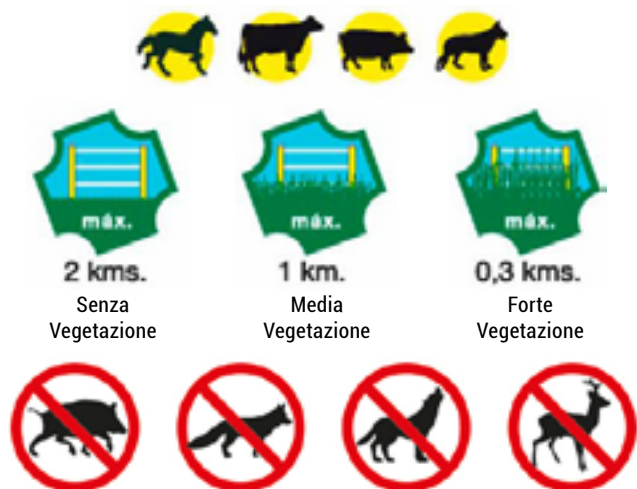 máx. máx. máx.
2 kms. 1 km. 0,3 kms.
Senza Media Forte
Vegetazione Vegetazione Vegetazione